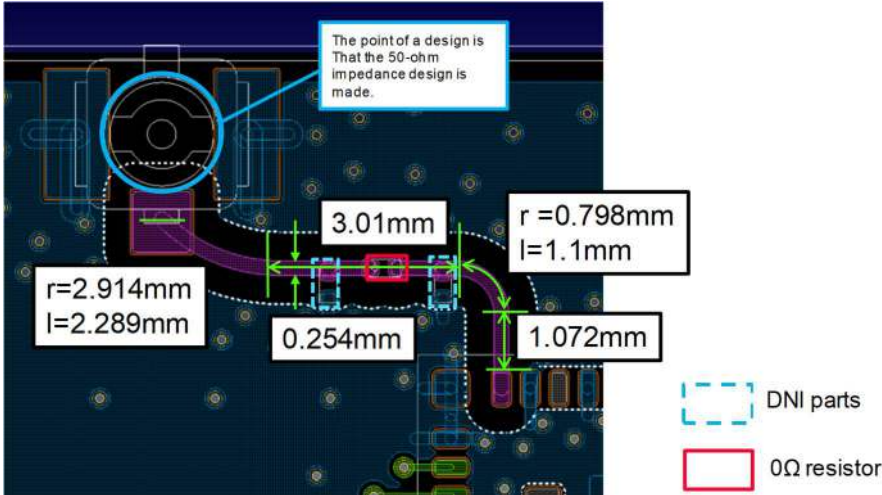 The point of a design is
That the 50-ohm
impedance design is
made.
3.01mm
r =0.798mm
l=1.1mm
r=2.914mm
l=2.289mm
0.254mm
1.072mm
DNI parts
0Ω resistor